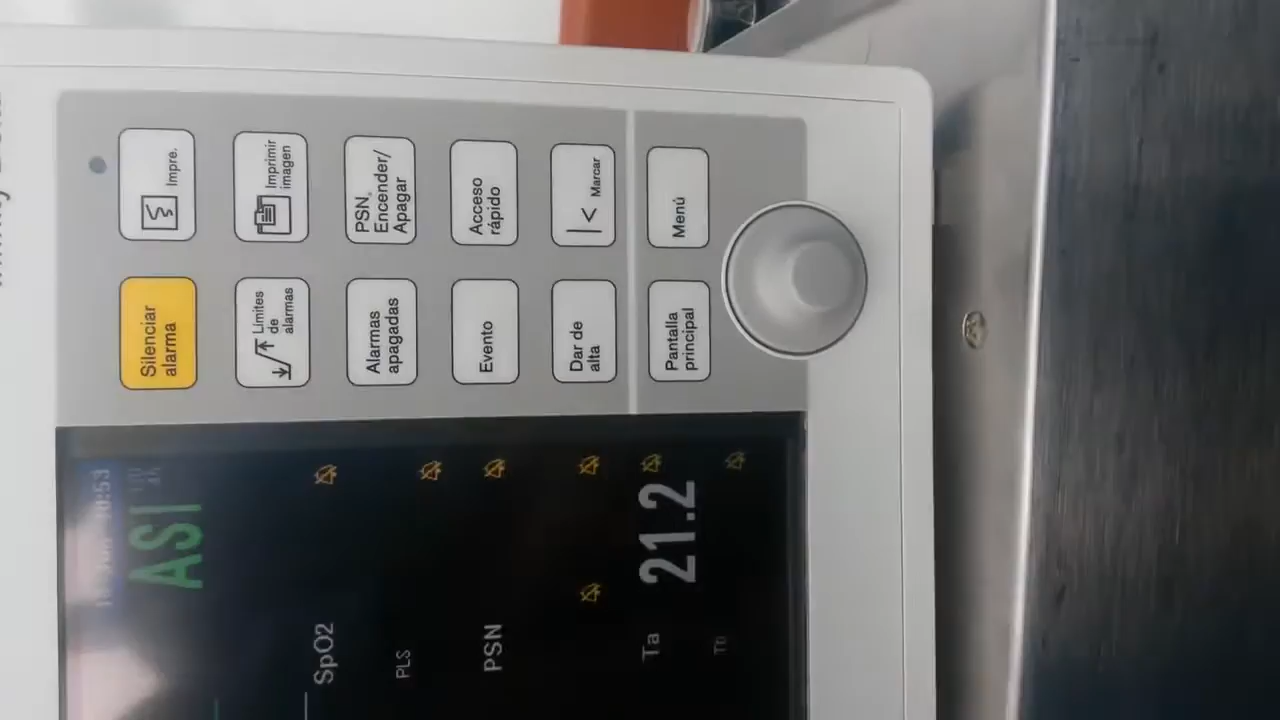 ASI
SpO2
PLS
PSN
Ta
21.2
Silenciar
alarma
Impre.
Límites
de
alarmas
Imprimir
imagen
Alarmas
apagadas
PSN.
Encender/
Apagar
Evento
Acceso
rápido
Dar de
alta
Marcar
Pantalla
principal
Menú